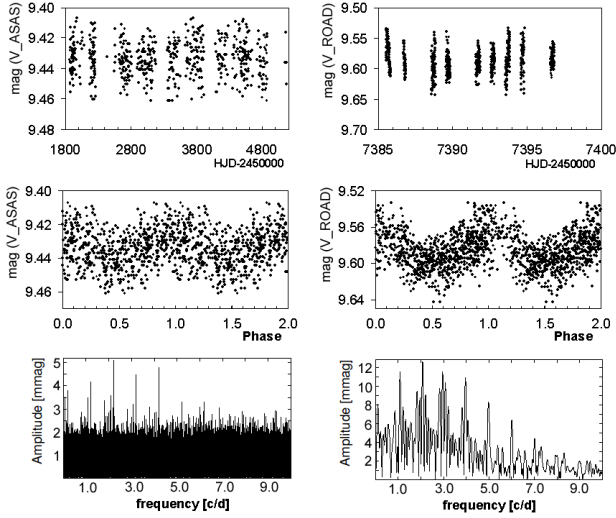 9.40
9.42
9.44
9.46
9.48
mag (V_ASAS)
1800 2800 3800 4800
HJD-2450000
9.50
9.55
9.60
9.65
9.70
mag (V_ROAD)
7385 7390 7395 7400
HJD-2450000
9.40
9.42
9.44
9.46
mag (V_ASAS)
0.0 0.5 1.0 1.5 2.0
Phase
9.52
9.56
9.60
9.64
mag (V_ROAD)
0.0 0.5 1.0 1.5 2.0
Phase
5
4
3
2
1
Amplitude [mmag]
1.0 3.0 5.0 7.0 9.0
frequency [c/d]
12
10
8
6
4
2
Amplitude [mmag]
1.0 3.0 5.0 7.0 9.0
frequency [c/d]